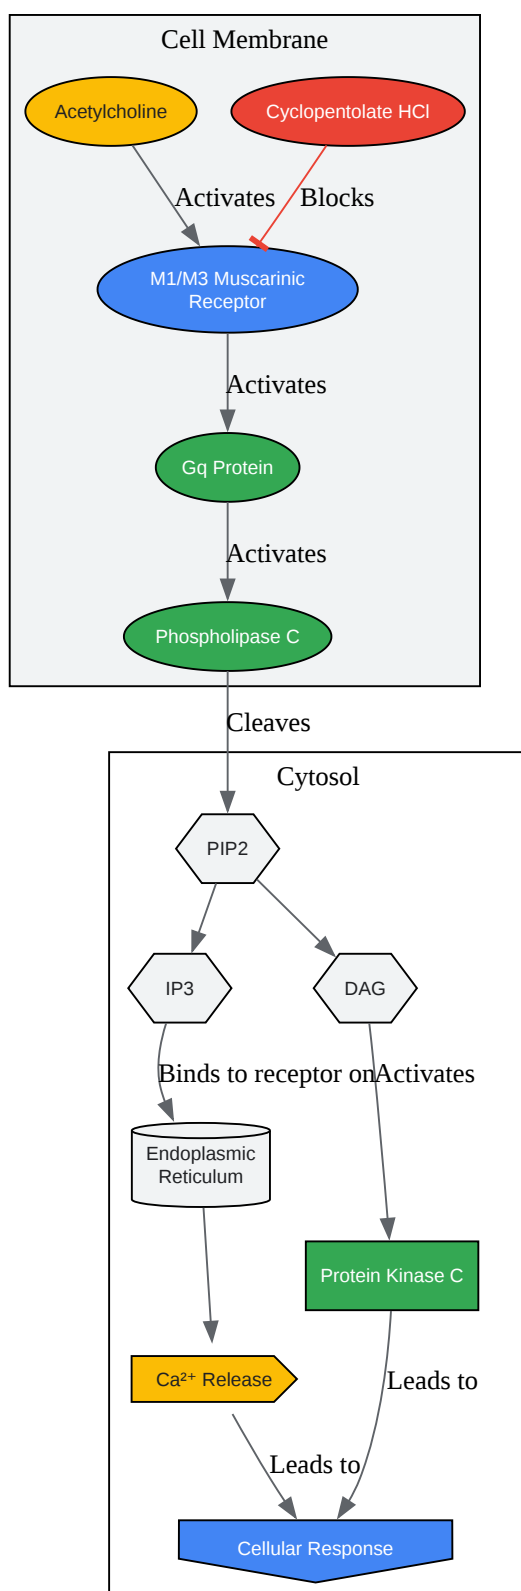 Cell Membrane
Acetylcholine
Cyclopentolate HCl
Activates
Blocks
M1/M3 Muscarinic
Receptor
Activates
Gq Protein
Activates
Phospholipase C
Cleaves
Cytosol
PIP2
IP3
DAG
Binds to receptor on
Activates
Endoplasmic
Reticulum
Protein Kinase C
Ca²⁺ Release
Leads to
Leads to
Cellular Response